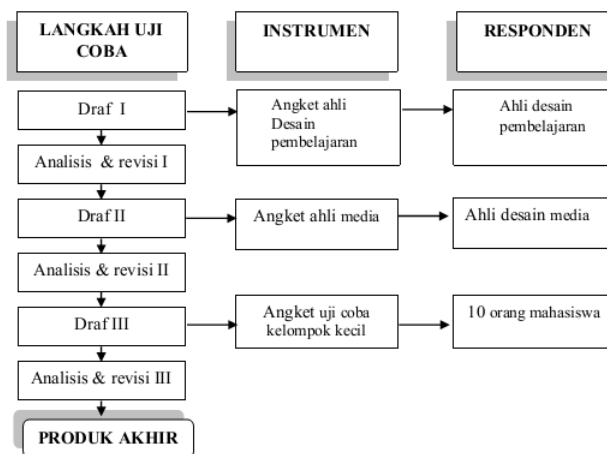 LANGKAH UJI
COBA
INSTRUMEN
RESPONDEN
Draf I
Angket ahli
Desain
pembelajaran
Ahli desain
pembelajaran
Analisis & revisi I
Draf II
Angket ahli media
Ahli desain media
Analisis & revisi II
Draf III
Angket uji coba
kelompok kecil
10 orang mahasiswa
Analisis & revisi III
PRODUK AKHIR